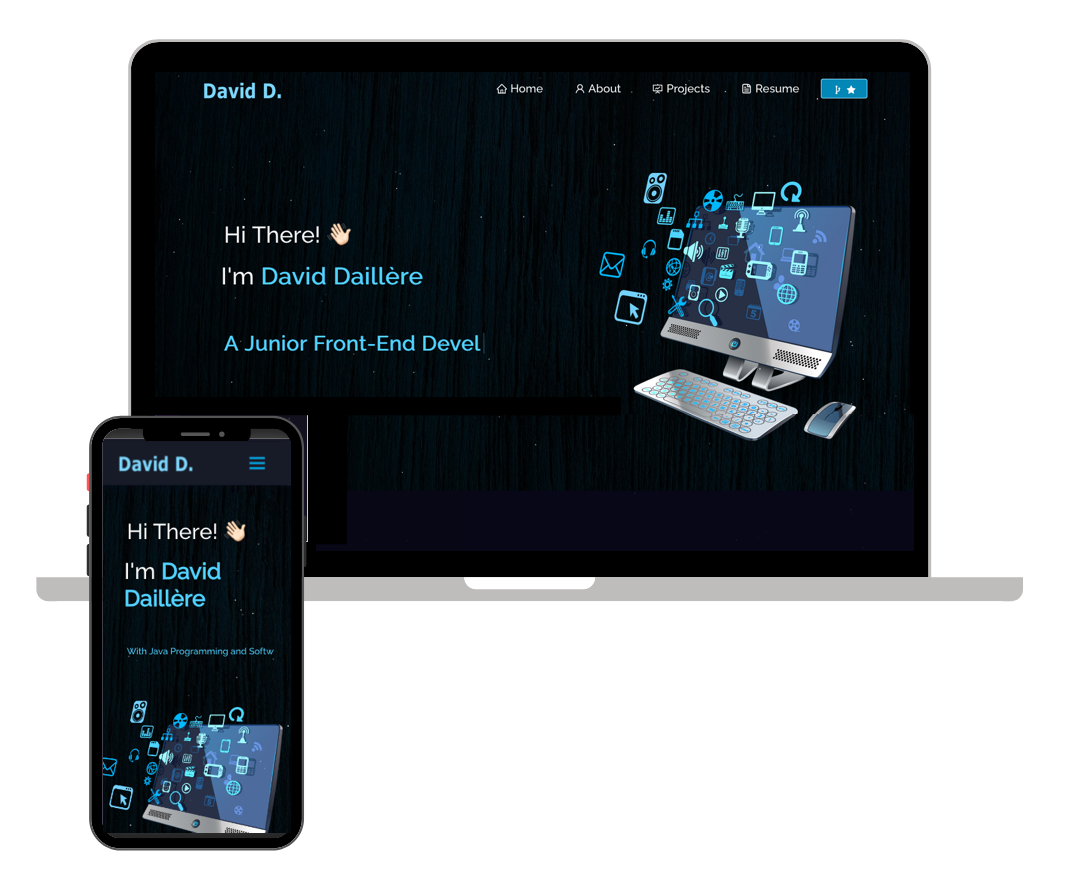 David D.
Home
About
Projects
Resume
Hi There! 👋🏻
I'm David Daillère
A Junior Front-End Devel
David D.
Hi There! 👋🏻
I'm David
Daillère
With Java Programming and Softw
5